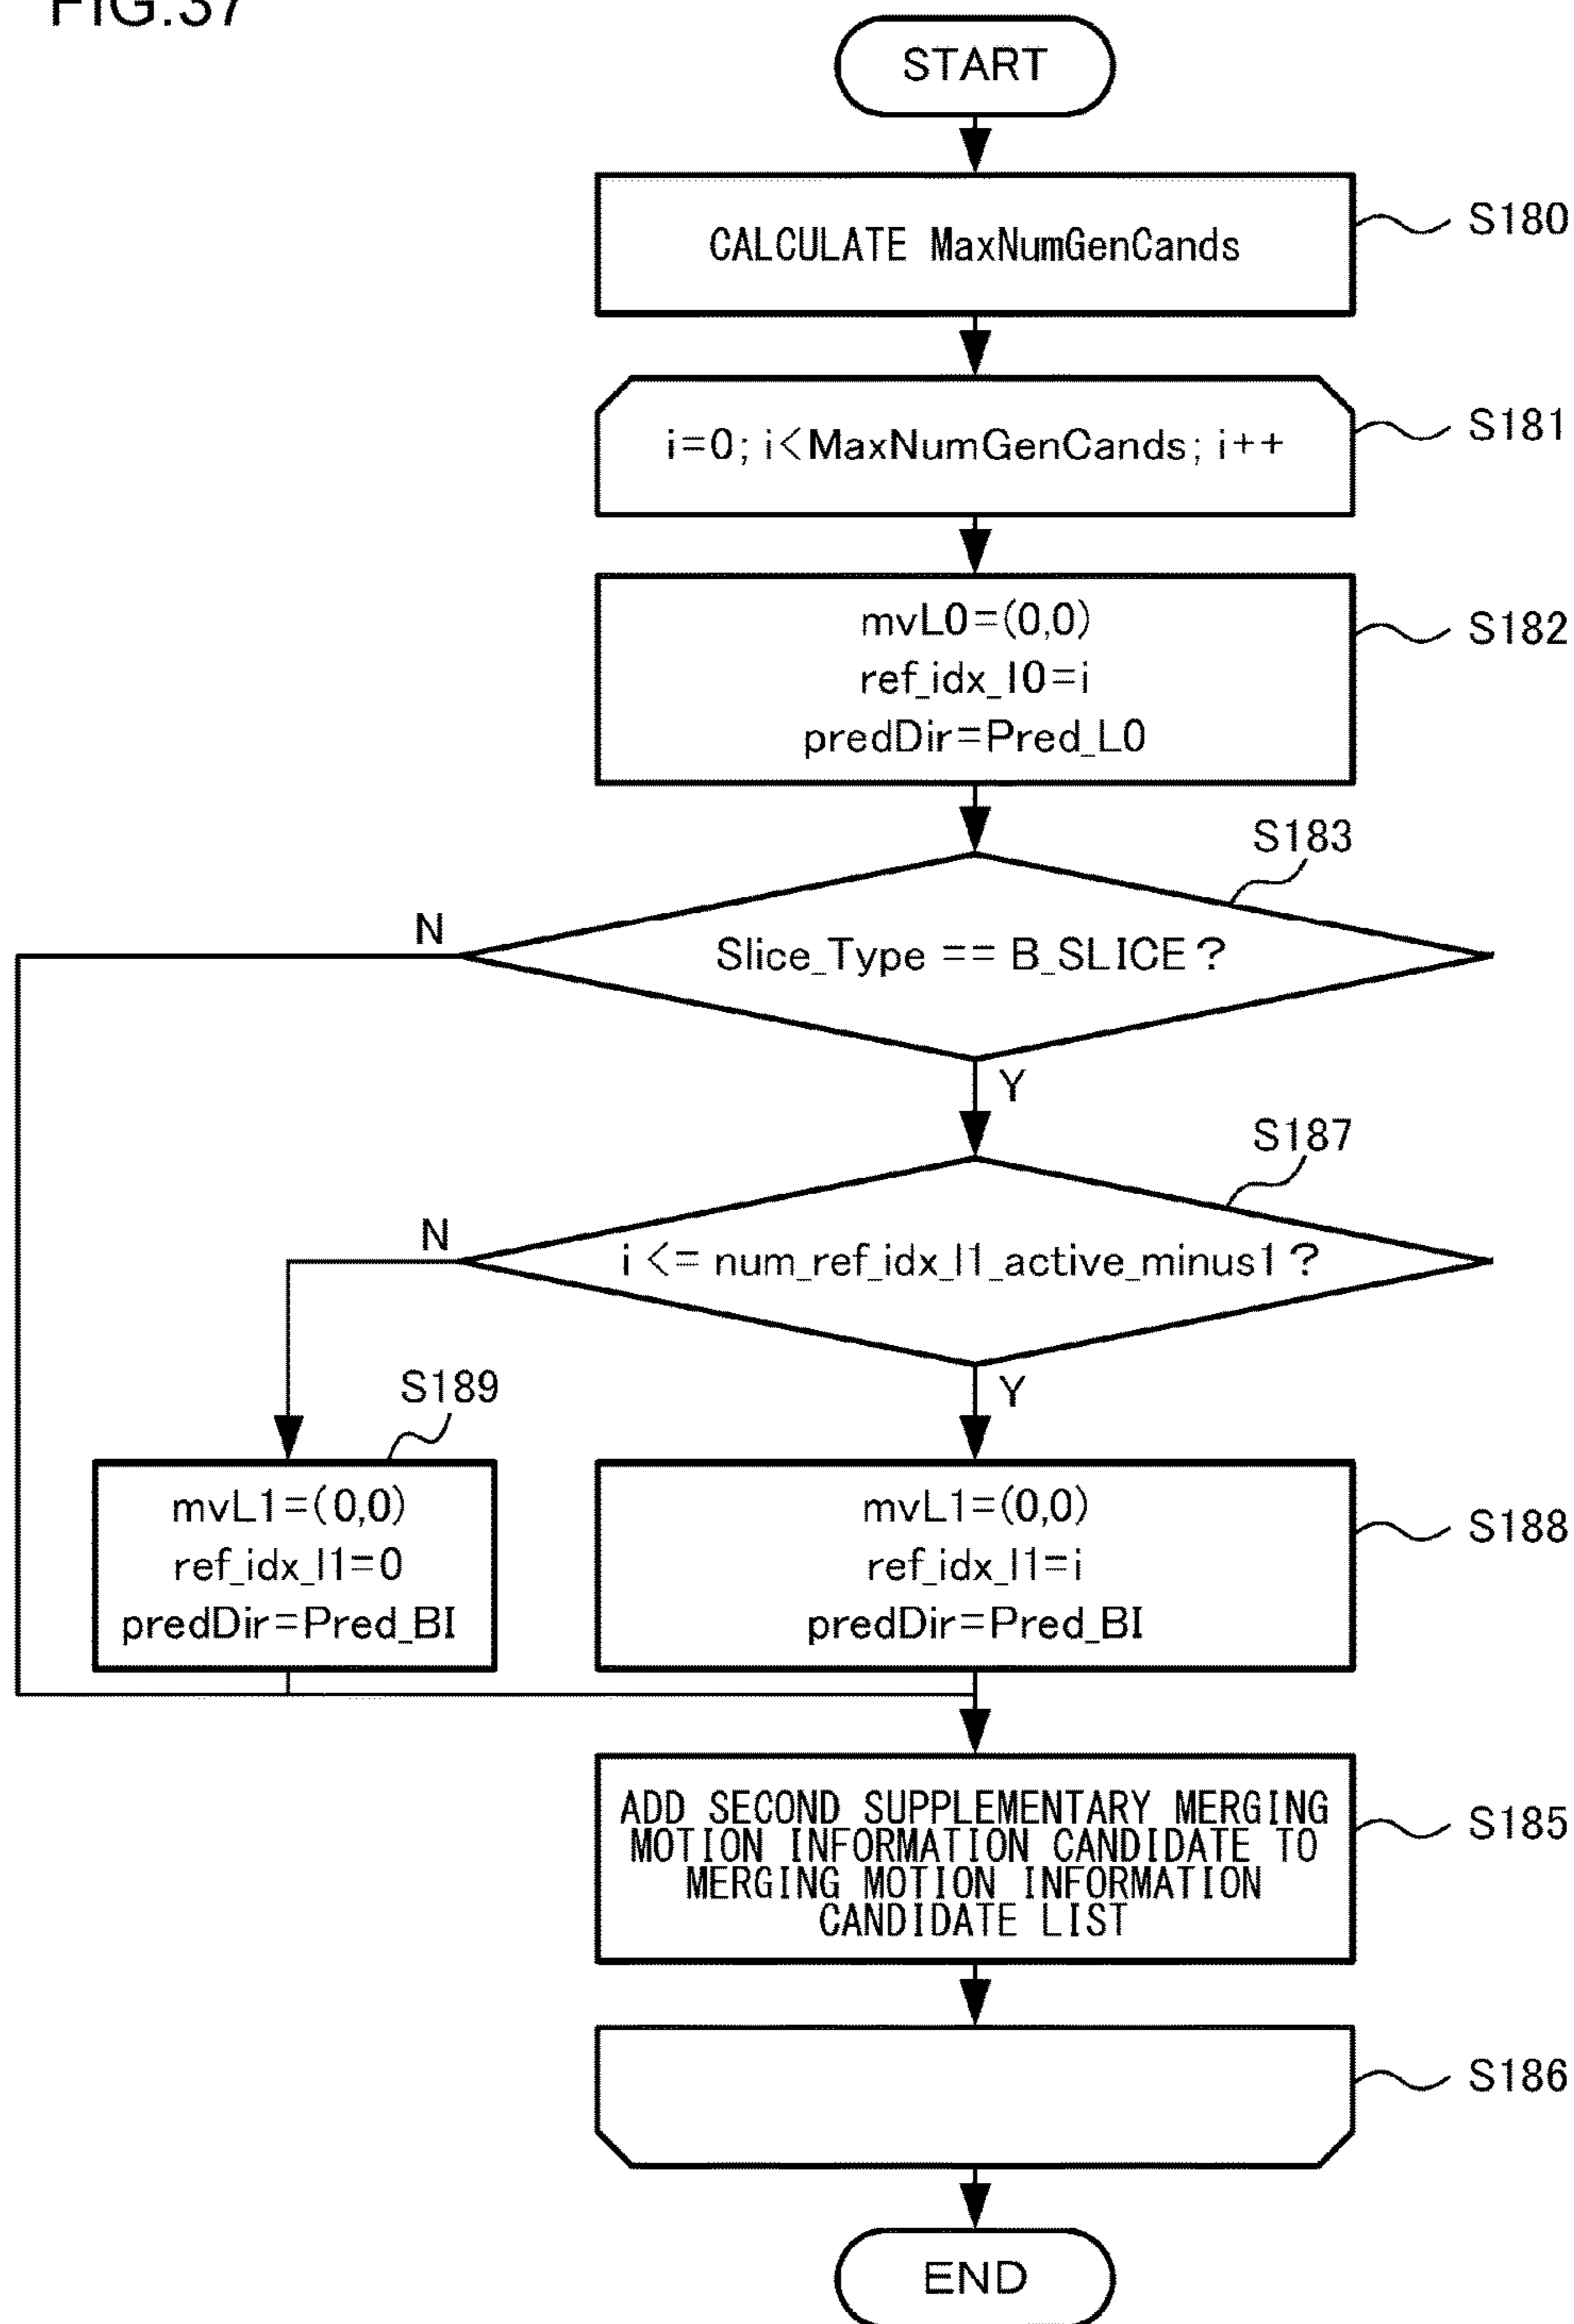 FIG.37
START
CALCULATE MaxNumGenCands
S180
i=0; i<MaxNumGenCands; i++
S181
mvL0=(0,0)
ref_idx_l0=i
predDir=Pred_L0
S182
S183
N
Slice_Type == B_SLICE?
Y
S187
N
i <= num_ref_idx_l1_active_minus1?
Y
S189
mvL1=(0,0)
ref_idx_l1=0
predDir=Pred_BI
mvL1=(0,0)
ref_idx_l1=i
predDir=Pred_BI
S188
ADD SECOND SUPPLEMENTARY MERGING
MOTION INFORMATION CANDIDATE TO
MERGING MOTION INFORMATION
CANDIDATE LIST
S185
S186
END